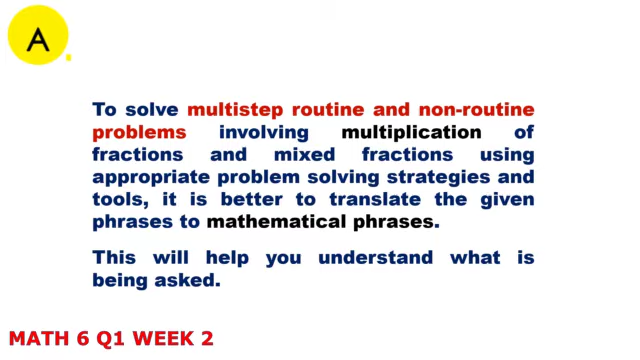 A
To solve multistep routine and non-routine
problems involving multiplication of
fractions and mixed fractions using
appropriate problem solving strategies and
tools, it is better to translate the given
phrases to mathematical phrases.
This will help you understand what is
being asked.
MATH 6 Q1 WEEK 2